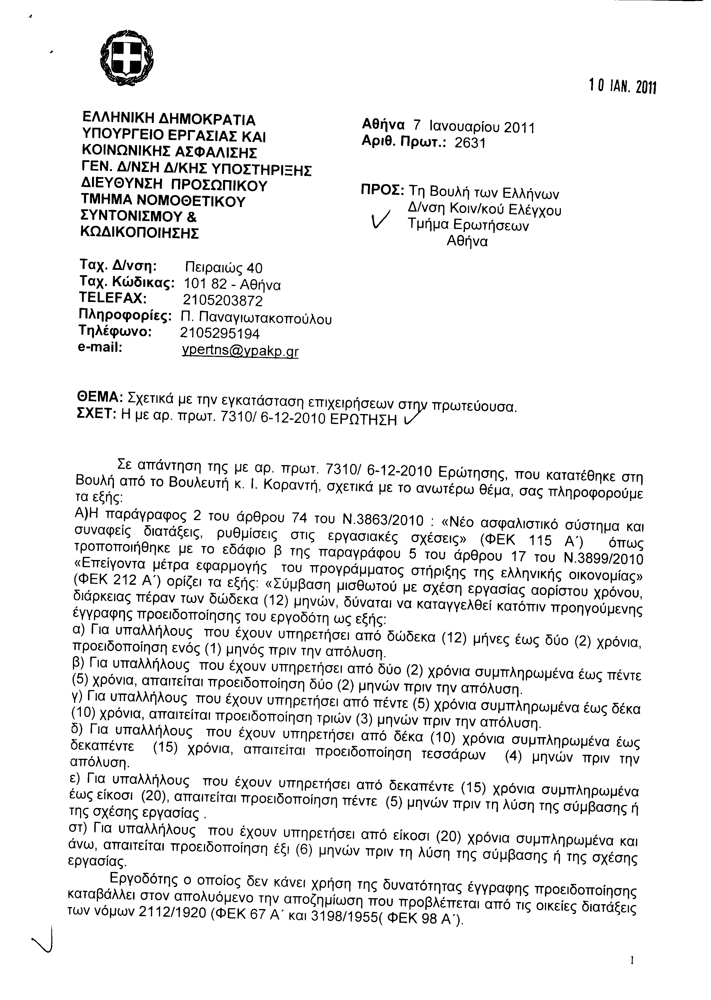 1 0 ΙΑΝ. 2011
ΕΛΛΗΝΙΚΗ ΔΗΜΟΚΡΑΤΙΑ
ΥΠΟΥΡΓΕΙΟ ΕΡΓΑΣΙΑΣ ΚΑΙ
ΚΟΙΝΩΝΙΚΗΣ ΑΣΦΑΛΙΣΗΣ
ΓΕΝ. Δ/ΝΣΗ Δ/ΚΗΣ ΥΠΟΣΤΗΡΙΞΗΣ
ΔΙΕΥΘΥΝΣΗ ΠΡΟΣΩΠΙΚΟΥ
ΤΜΗΜΑ ΝΟΜΟΘΕΤΙΚΟΥ
ΣΥΝΤΟΝΙΣΜΟΥ &
ΚΩΔΙΚΟΠΟΙΗΣΗΣ
Αθήνα 7 Ιανουαρίου 2011
Αριθ. Πρωτ.: 2631
ΠΡΟΣ: Τη Βουλή των Ελλήνων
Δ/νση Κοιν/κού Ελέγχου
Τμήμα Ερωτήσεων
Αθήνα
Ταχ. Δ/νση: Πειραιώς 40
Ταχ. Κώδικας: 101 82 - Αθήνα
TELEFAX: 2105203872
Πληροφορίες: Π. Παναγιωτακοπούλου
Τηλέφωνο: 2105295194
e-mail: ypertns@ypakp.gr
ΘΕΜΑ: Σχετικά με την εγκατάσταση επιχειρήσεων στην πρωτεύουσα.
ΣΧΕΤ: Η με αρ. πρωτ. 7310/ 6-12-2010 ΕΡΩΤΗΣΗ
Σε απάντηση της με αρ. πρωτ. 7310/ 6-12-2010 Ερώτησης, που κατατέθηκε στη
Βουλή από το Βουλευτή κ. Ι. Κοραντή, σχετικά με το ανωτέρω θέμα, σας πληροφορούμε
τα εξής:
Α)Η παράγραφος 2 του άρθρου 74 του Ν.3863/2010 : «Νέο ασφαλιστικό σύστημα και
συναφείς διατάξεις, ρυθμίσεις στις εργασιακές σχέσεις» (ΦΕΚ 115 Α΄) όπως
τροποποιήθηκε με το εδάφιο β της παραγράφου 5 του άρθρου 17 του Ν.3899/2010
«Επείγοντα μέτρα εφαρμογής του προγράμματος στήριξης της ελληνικής οικονομίας»
(ΦΕΚ 212 Α΄) ορίζει τα εξής: «Σύμβαση μισθωτού με σχέση εργασίας αορίστου χρόνου,
διάρκειας πέραν των δώδεκα (12) μηνών, δύναται να καταγγελθεί κατόπιν προηγούμενης
έγγραφης προειδοποίησης του εργοδότη ως εξής:
α) Για υπαλλήλους που έχουν υπηρετήσει από δώδεκα (12) μήνες έως δύο (2) χρόνια,
προειδοποίηση ενός (1) μηνός πριν την απόλυση.
β) Για υπαλλήλους που έχουν υπηρετήσει από δύο (2) χρόνια συμπληρωμένα έως πέντε
(5) χρόνια, απαιτείται προειδοποίηση δύο (2) μηνών πριν την απόλυση.
γ) Για υπαλλήλους που έχουν υπηρετήσει από πέντε (5) χρόνια συμπληρωμένα έως δέκα
(10) χρόνια, απαιτείται προειδοποίηση τριών (3) μηνών πριν την απόλυση.
δ) Για υπαλλήλους που έχουν υπηρετήσει από δέκα (10) χρόνια συμπληρωμένα έως
δεκαπέντε (15) χρόνια, απαιτείται προειδοποίηση τεσσάρων (4) μηνών πριν την
απόλυση.
ε) Για υπαλλήλους που έχουν υπηρετήσει από δεκαπέντε (15) χρόνια συμπληρωμένα
έως είκοσι (20), απαιτείται προειδοποίηση πέντε (5) μηνών πριν τη λύση της σύμβασης ή
της σχέσης εργασίας .
στ) Για υπαλλήλους που έχουν υπηρετήσει από είκοσι (20) χρόνια συμπληρωμένα και
άνω, απαιτείται προειδοποίηση έξι (6) μηνών πριν τη λύση της σύμβασης ή της σχέσης
εργασίας.
Εργοδότης ο οποίος δεν κάνει χρήση της δυνατότητας έγγραφης προειδοποίησης
καταβάλλει στον απολυόμενο την αποζημίωση που προβλέπεται από τις οικείες διατάξεις
των νόμων 2112/1920 (ΦΕΚ 67 Α΄ και 3198/1955( ΦΕΚ 98 Α΄).
1